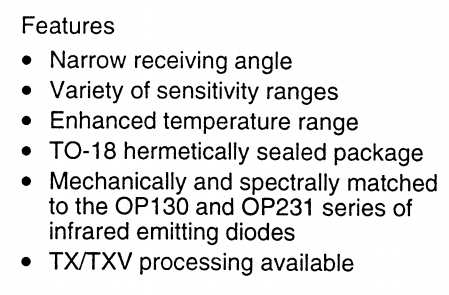 Features
• Narrow receiving angle
• Variety of sensitivity ranges
• Enhanced temperature range
• TO-18 hermetically sealed package
• Mechanically and spectrally matched
to the OP130 and OP231 series of
infrared emitting diodes
• TX/TXV processing available